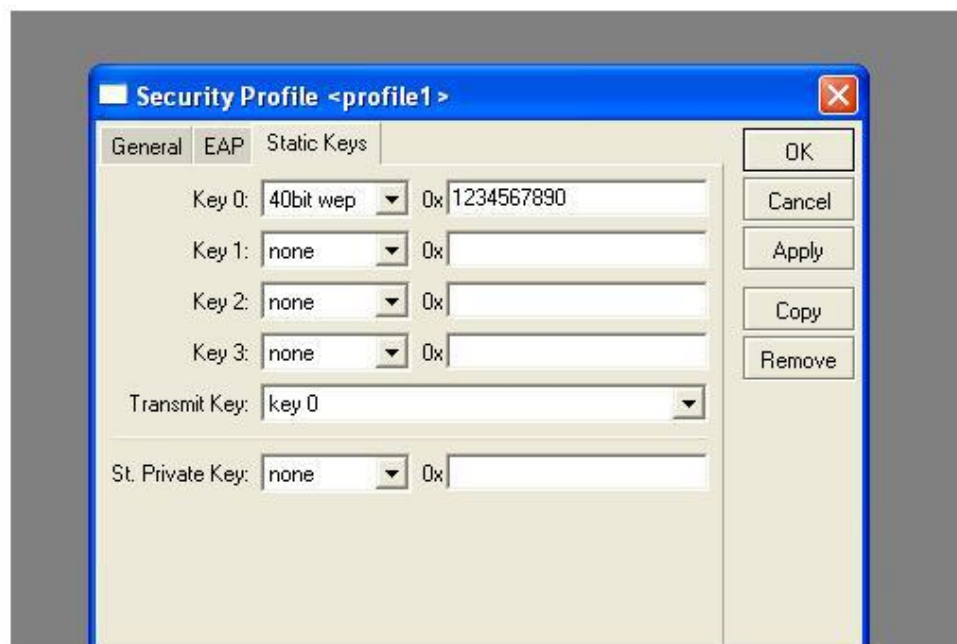 Security Profile <profile1>
General EAP Static Keys
OK
Key 0: 40bit wep 0x 1234567890
Cancel
Key 1: none 0x
Apply
Key 2: none 0x
Copy
Key 3: none 0x
Remove
Transmit Key: key 0
St. Private Key: none 0x